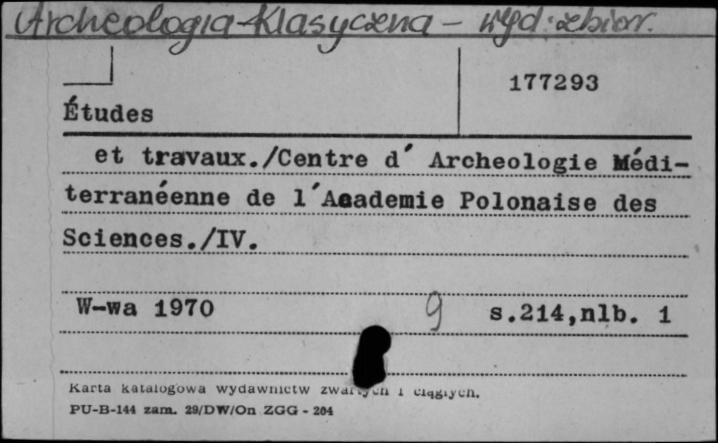 Archeologia-Klasyczna - wyd. zbior.
177293
Études
et travaux./Centre d´ Archeologie Médi-
terranéenne de l´Academie Polonaise des
Sciences./IV.
W-wa 1970 9 s.214,nlb. 1
Karta katalogowa wydawnictw zwartych i ciągłych.
PU-B-144 zam. 29/DW/On ZGG - 204